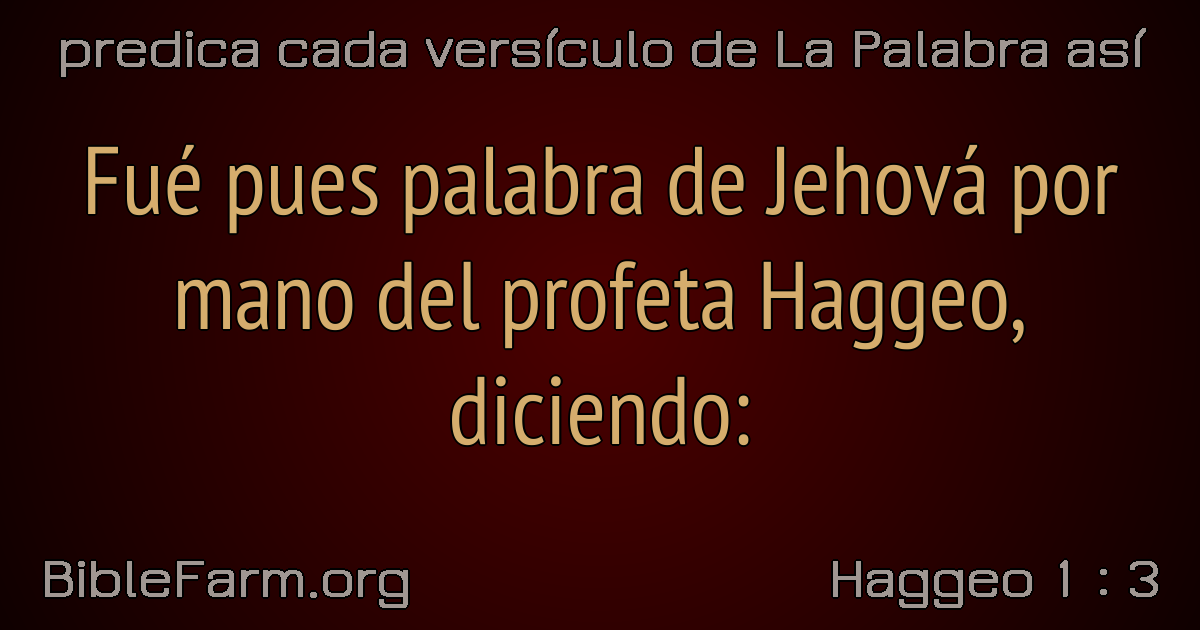 predica cada versículo de La Palabra así
Fué pues palabra de Jehová por
mano del profeta Haggeo,
diciendo:
BibleFarm.org
Haggeo 1 : 3